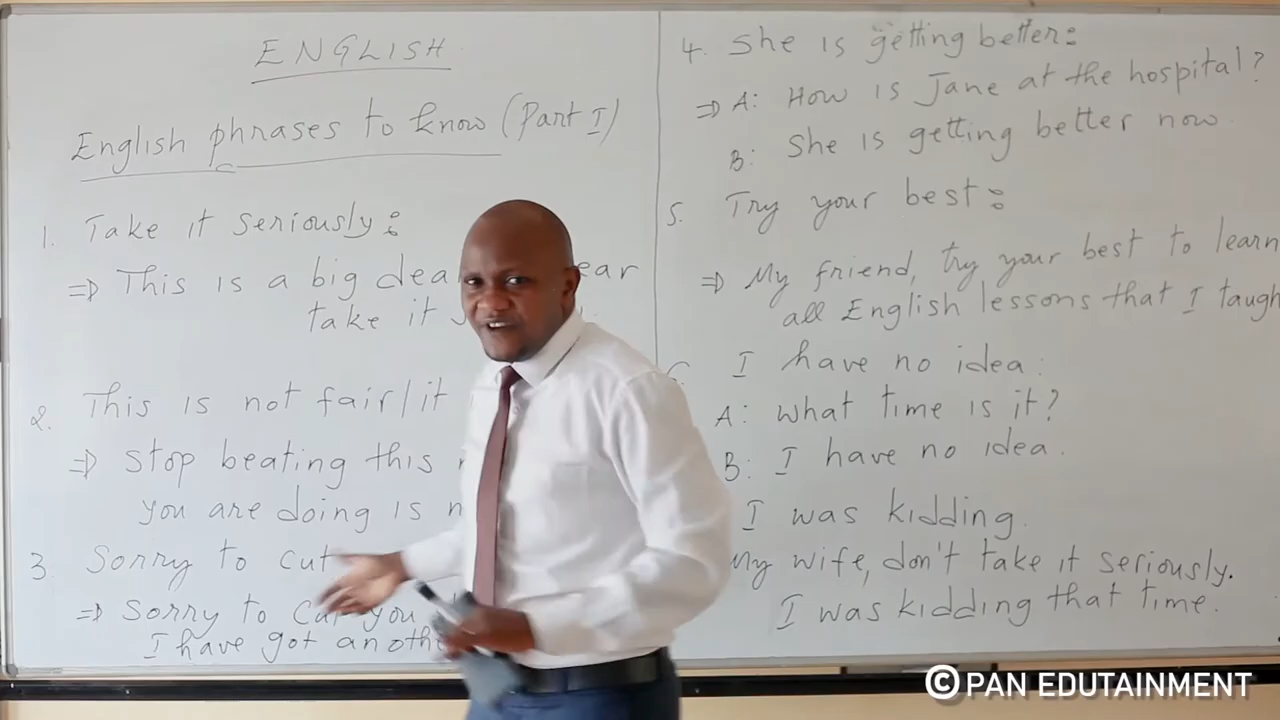 ENGLISH
English phrases to know (Part I)
1. Take it seriously:
⇒ This is a big dea ear
take it
2. This is not fair/it
⇒ Stop beating this
you are doing is n
3. Sorry to cut
⇒ Sorry to cut you
I have got anothe
4. She is getting better:
⇒ A: How is Jane at the hospital?
B: She is getting better now.
5. Try your best:
⇒ My friend, try your best to learn
all English lessons that I taugh
I have no idea:
A: What time is it?
B: I have no idea.
I was kidding.
My wife, don't take it seriously.
I was kidding that time.
© PAN EDUTAINMENT